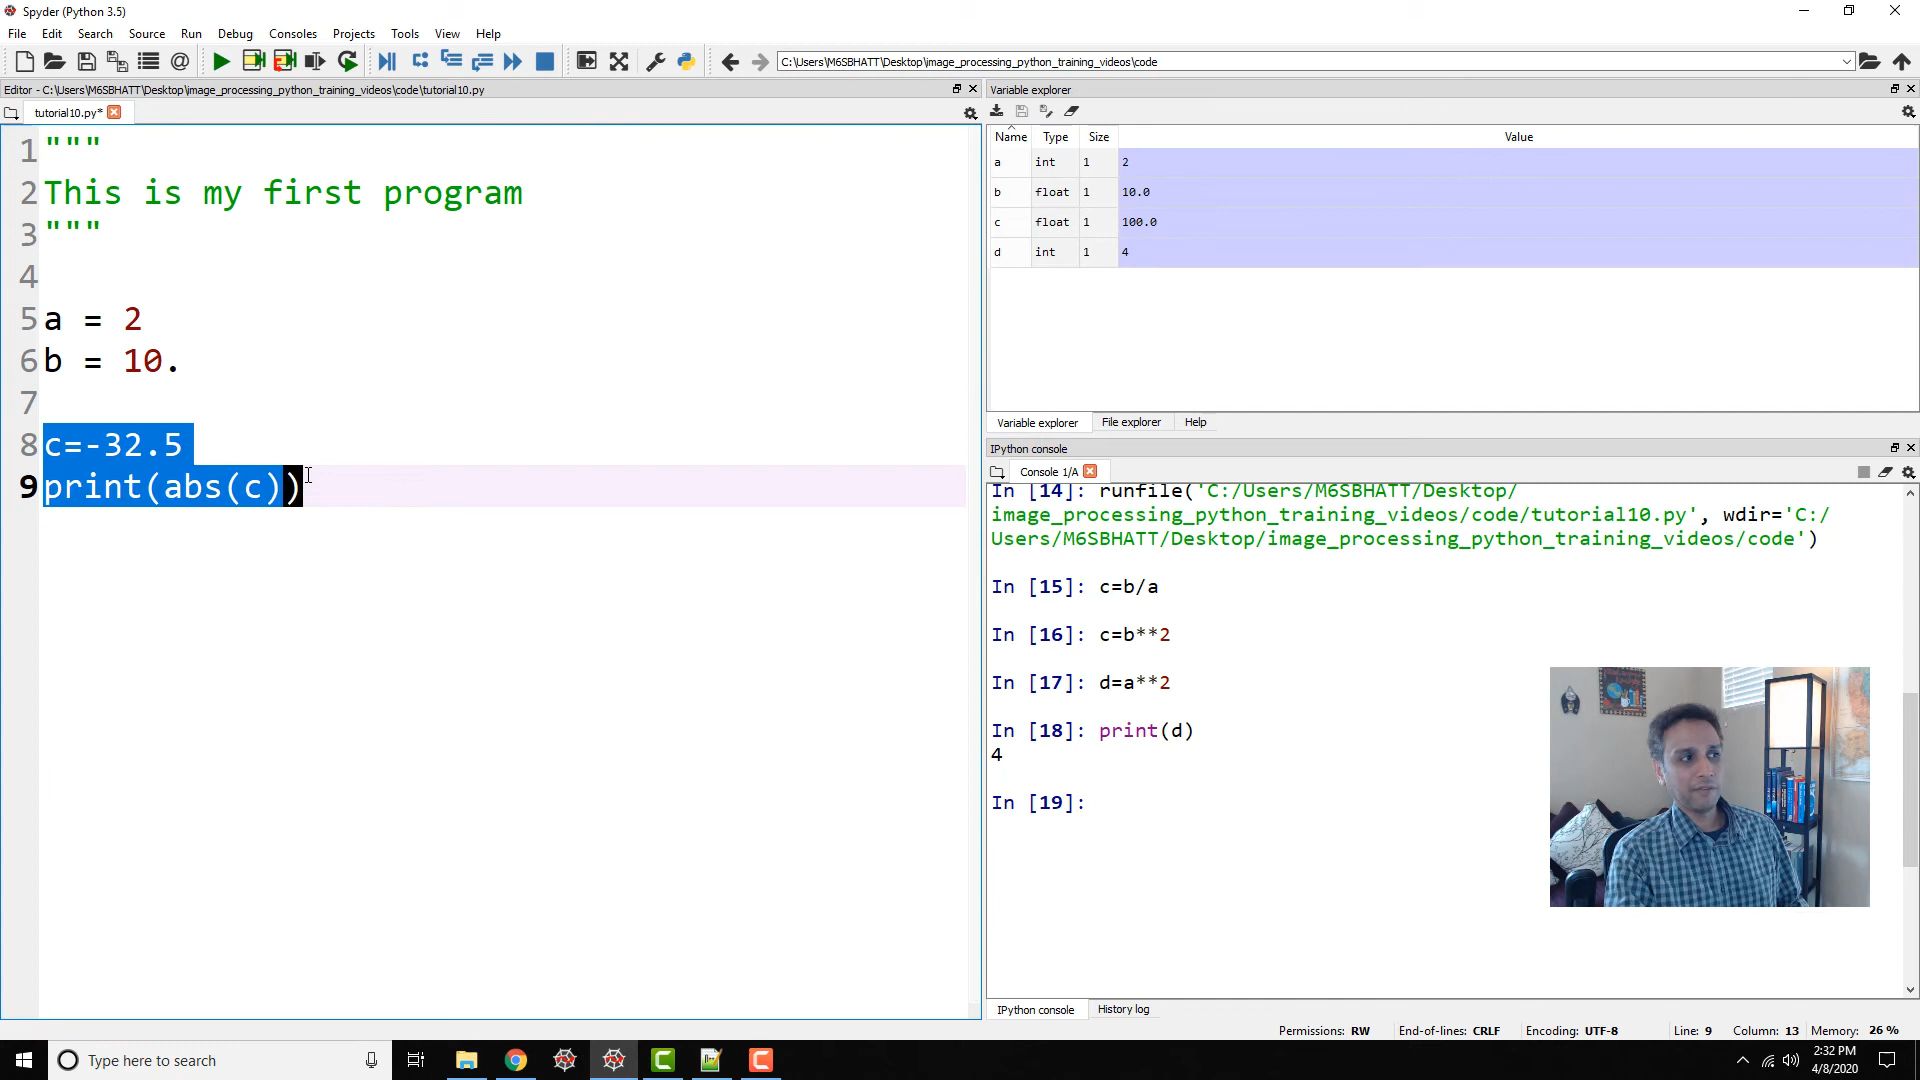 Spyder (Python 3.5)
File Edit Search Source Run Debug Consoles Projects Tools View Help
C:\Users\M6SBHATT\Desktop\image_processing_python_training_videos\code
Editor - C:\Users\M6SBHATT\Desktop\image_processing_python_training_videos\code\tutorial10.py
tutorial10.py*
1 """
2 This is my first program
3 """
4
5 a = 2
6 b = 10.
7
8 c=-32.5
9 print(abs(c))
Variable explorer
Name Type Size Value
a int 1 2
b float 1 10.0
c float 1 100.0
d int 1 4
Variable explorer File explorer Help
IPython console
Console 1/A
In [14]: runfile('C:/Users/M6SBHATT/Desktop/
image_processing_python_training_videos/code/tutorial10.py', wdir='C:/
Users/M6SBHATT/Desktop/image_processing_python_training_videos/code')
In [15]: c=b/a
In [16]: c=b**2
In [17]: d=a**2
In [18]: print(d)
4
In [19]:
IPython console History log
Permissions: RW End-of-lines: CRLF Encoding: UTF-8 Line: 9 Column: 13 Memory: 26 %
Type here to search
2:32 PM
4/8/2020